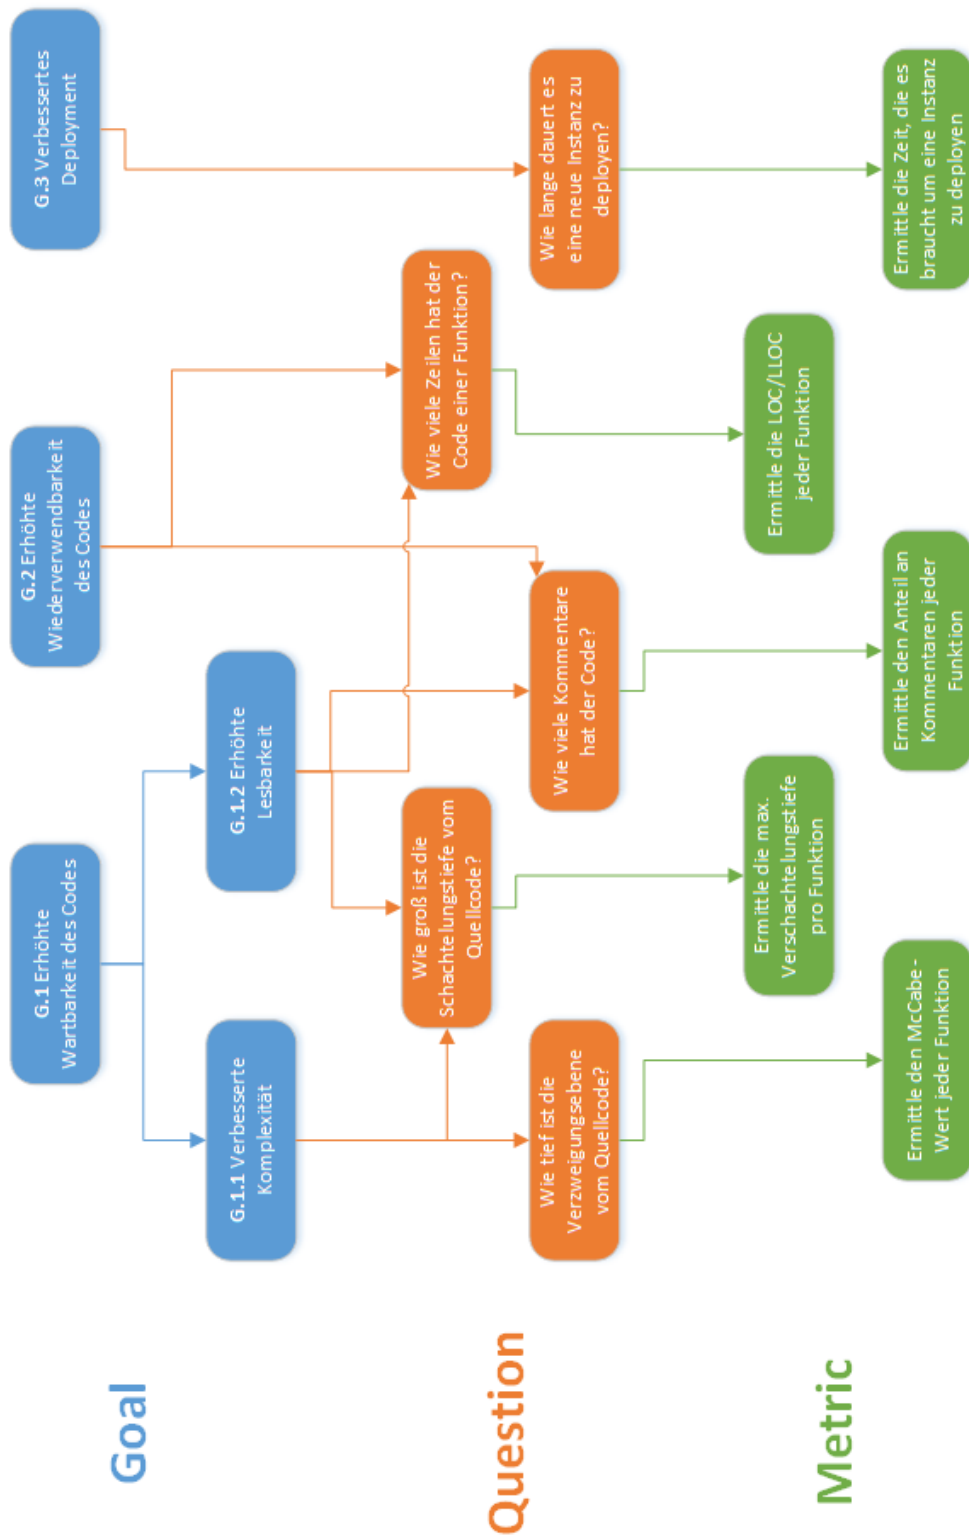 Goal
G.1 Erhöhte
Wartbarkeit des Codes
G.2 Erhöhte
Wiederverwendbarkeit
des Codes
G.3 Verbessertes
Deployment
G.1.1 Verbesserte
Komplexität
G.1.2 Erhöhte
Lesbarkeit
Question
Wie groß ist die
Schachtelungstiefe vom
Quellcode?
Wie viele Zeilen hat der
Code einer Funktion?
Wie tief ist die
Verzweigungsebene
vom Quellcode?
Wie viele Kommentare
hat der Code?
Wie lange dauert es
eine neue Instanz zu
deployen?
Metric
Ermittle die max.
Verschachtelungstiefe
pro Funktion
Ermittle die LOC/LLOC
jeder Funktion
Ermittle den McCabe-
Wert jeder Funktion
Ermittle den Anteil an
Kommentaren jeder
Funktion
Ermittle die Zeit, die es
braucht um eine Instanz
zu deployen